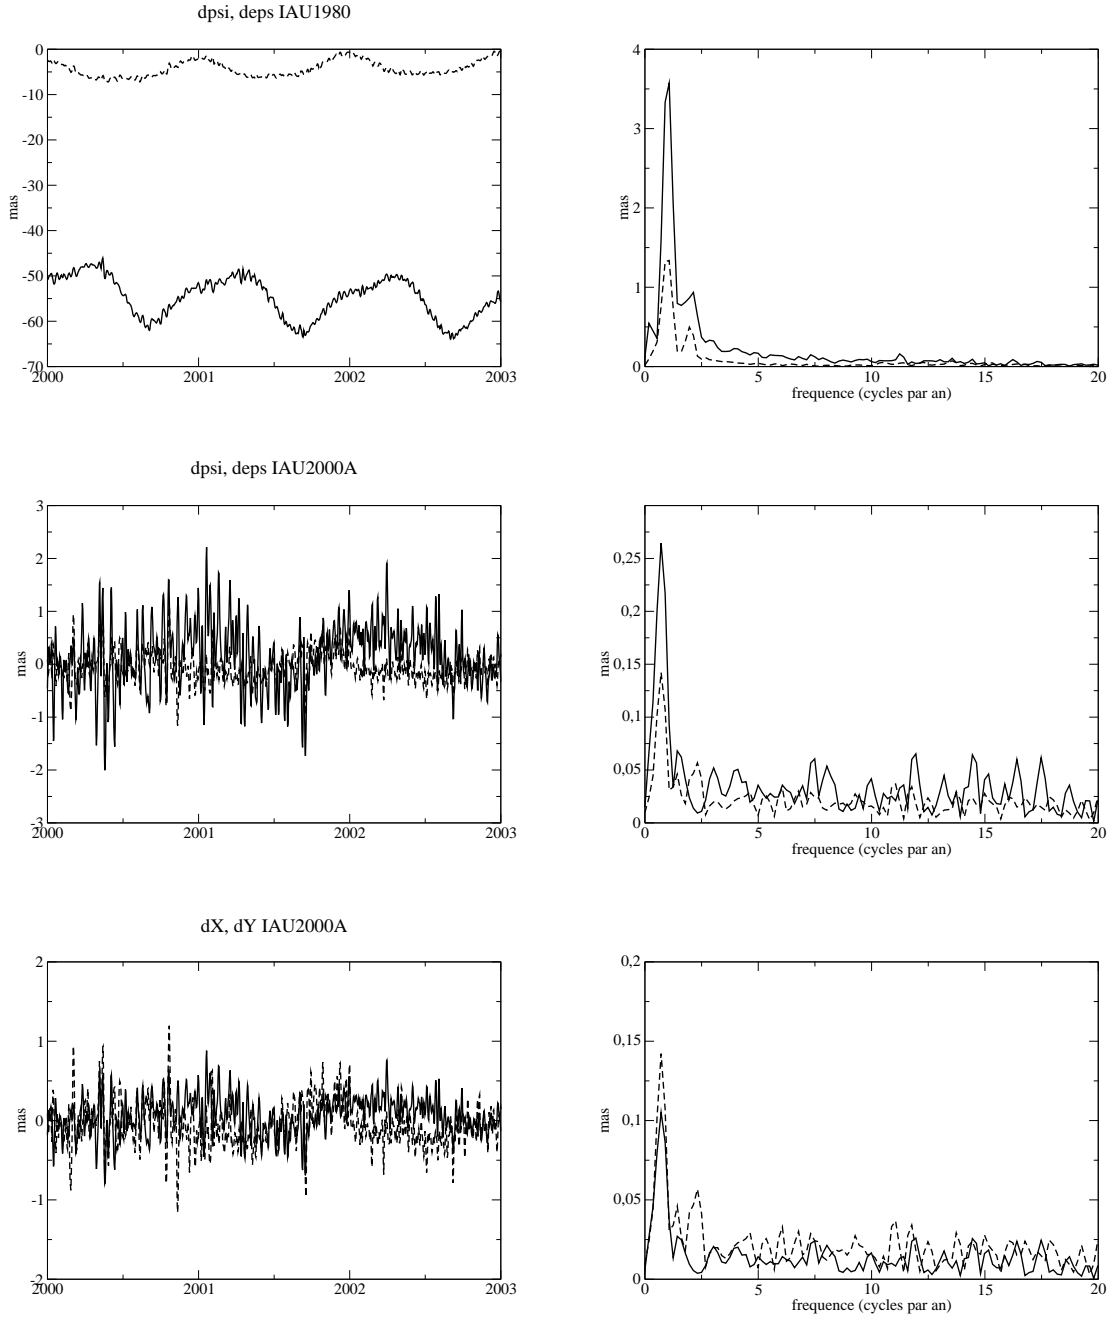 dpsi, deps IAU1980
0
-10
-20
-30
-40
-50
-60
-70
mas
2000 2001 2002 2003
4
3
2
1
0
mas
0 5 10 15 20
frequence (cycles par an)
dpsi, deps IAU2000A
3
2
1
0
-1
-2
-3
mas
2000 2001 2002 2003
0,25
0,2
0,15
0,1
0,05
0
mas
0 5 10 15 20
frequence (cycles par an)
dX, dY IAU2000A
2
1
0
-1
-2
mas
2000 2001 2002 2003
0,2
0,15
0,1
0,05
0
mas
0 5 10 15 20
frequence (cycles par an)